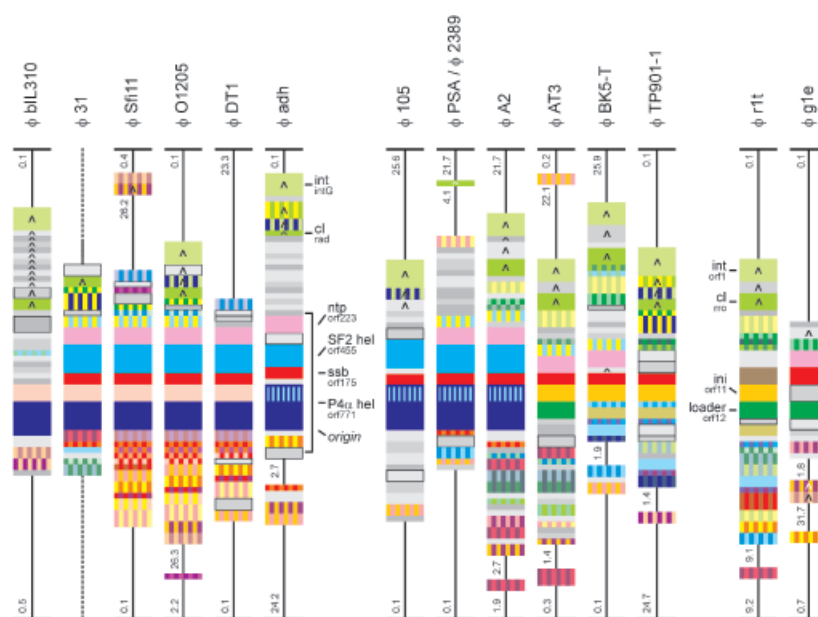 φ bIL310
φ 31
φ Sfi11
φ O1205
φ DT1
φ adh
φ 105
φ PSA / φ 2389
φ A2
φ AT3
φ BK5-T
φ TP901-1
φ r1t
φ g1e
0.1
0.4
0.1
23.3
0.1
25.6
21.7
21.7
0.2
25.9
0.1
0.1
0.1
26.2
4.1
22.1
int
intG
cI
rad
ntp
orf223
SF2 hel
orf455
ssb
orf175
P4α hel
orf771
origin
int
orf1
cI
rro
ini
orf11
loader
orf12
2.7
26.3
2.7
1.4
1.9
1.4
9.1
1.8
31.7
0.5
0.1
2.2
0.1
24.2
0.1
0.1
1.9
0.3
0.1
24.7
9.2
0.7